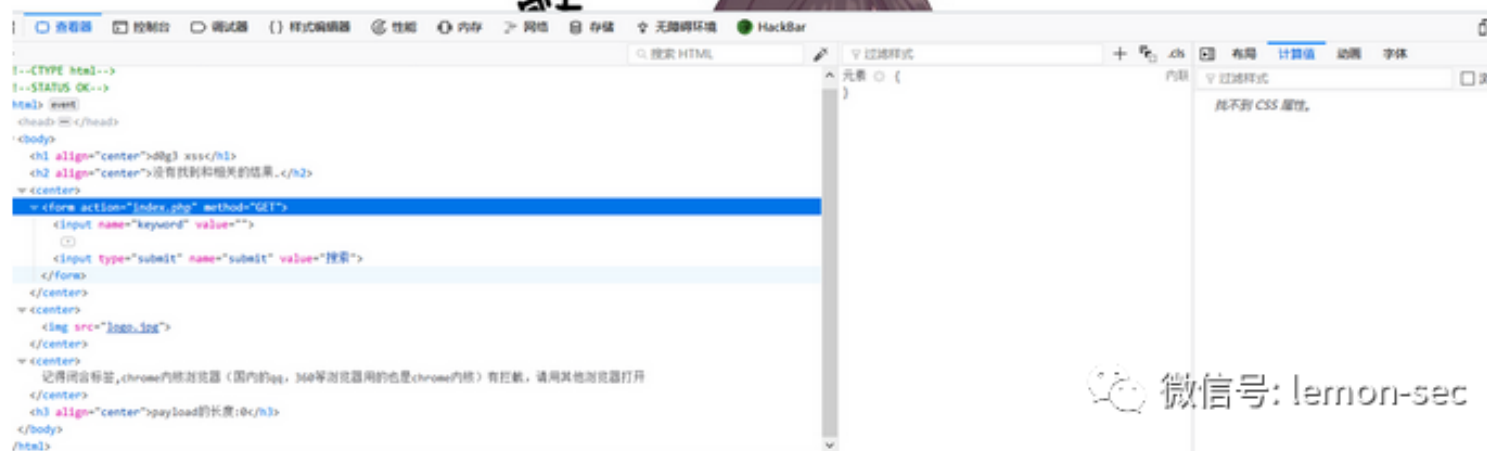 查看器 控制台 调试器 {} 样式编辑器 性能 内存 网络 存储 无障碍环境 HackBar
搜索 HTML
过滤样式
.cls
布局 计算值 动画 字体
!--CTYPE html-->
元素 {
内联
过滤样式
!--STATUS OK-->
}
html> event
找不到 CSS 属性。
<head> </head>
<body>
<h1 align="center">d0g3 xss</h1>
<h2 align="center">没有找到和相关的结果.</h2>
<center>
<form action="index.php" method="GET">
<input name="keyword" value="">
<input type="submit" name="submit" value="搜索">
</form>
</center>
<center>
<img src="logo.jpg">
</center>
<center>
记得闭合标签,chrome内核浏览器（国内的qq，360等浏览器用的也是chrome内核）有拦截，请用其他浏览器打开
</center>
<h3 align="center">payload的长度:0</h3>
</body>
/html>
微信号: lemon-sec